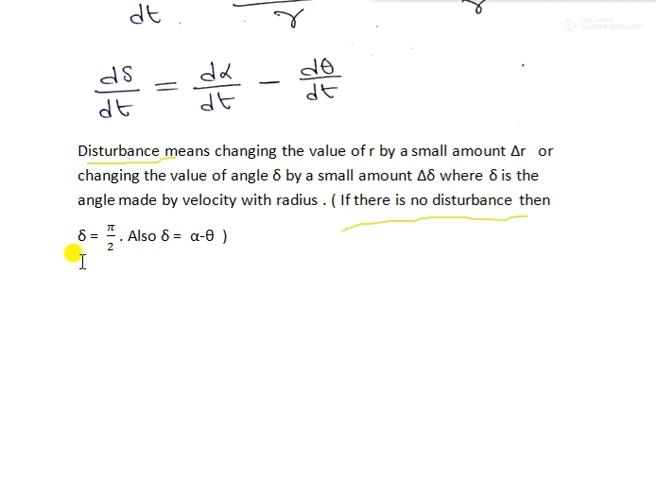 dt . r r
dδ/dt = dα/dt - dθ/dt
Disturbance means changing the value of r by a small amount Δr or
changing the value of angle δ by a small amount Δδ where δ is the
angle made by velocity with radius . ( If there is no disturbance then
δ = π/2 . Also δ = α-θ )